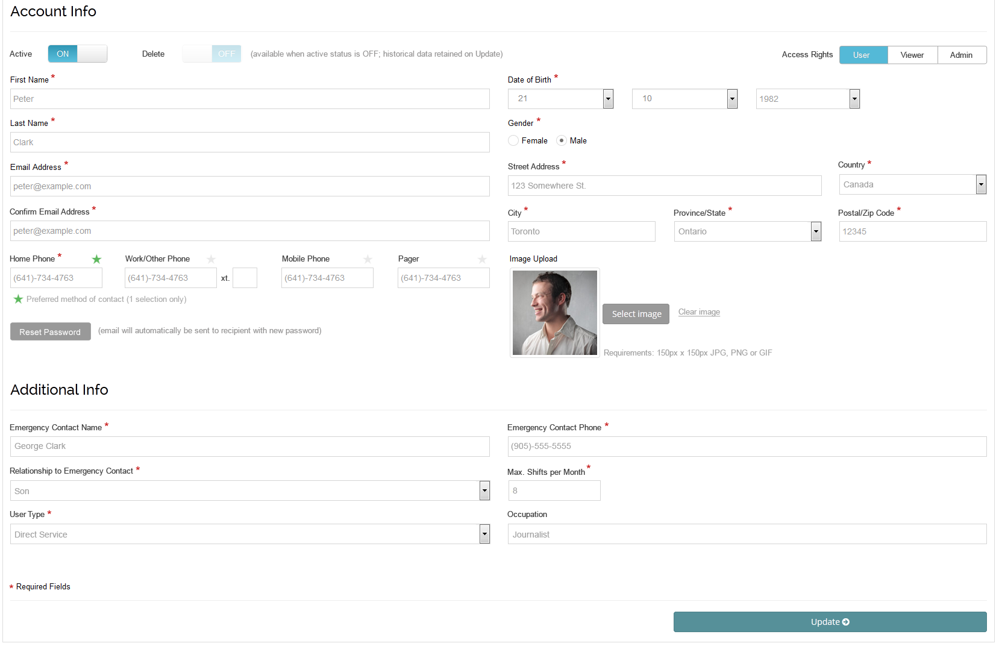 Account Info
Active ON Delete OFF (available when active status is OFF; historical data retained on Update) Access Rights User Viewer Admin
First Name * Date of Birth *
Peter 21 10 1982
Last Name * Gender *
Clark Female Male
Email Address * Street Address * Country *
peter@example.com 123 Somewhere St. Canada
Confirm Email Address * City * Province/State * Postal/Zip Code *
peter@example.com Toronto Ontario 12345
Home Phone * Work/Other Phone Mobile Phone Pager Image Upload
(641)-734-4763 (641)-734-4763 xt. (641)-734-4763 (641)-734-4763
Preferred method of contact (1 selection only)
Select image Clear image
Reset Password (email will automatically be sent to recipient with new password)
Requirements: 150px x 150px JPG, PNG or GIF
Additional Info
Emergency Contact Name * Emergency Contact Phone *
George Clark (905)-555-5555
Relationship to Emergency Contact * Max. Shifts per Month *
Son 8
User Type * Occupation
Direct Service Journalist
* Required Fields
Update